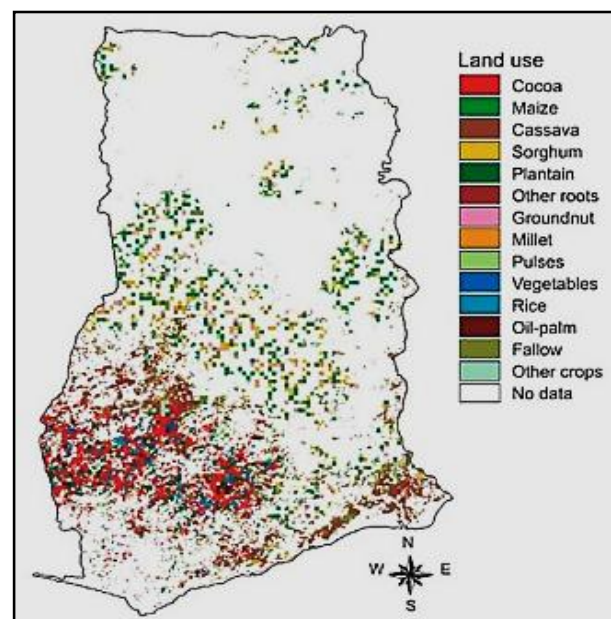 Land use
Cocoa
Maize
Cassava
Sorghum
Plantain
Other roots
Groundnut
Millet
Pulses
Vegetables
Rice
Oil-palm
Fallow
Other crops
No data
N
W E
S